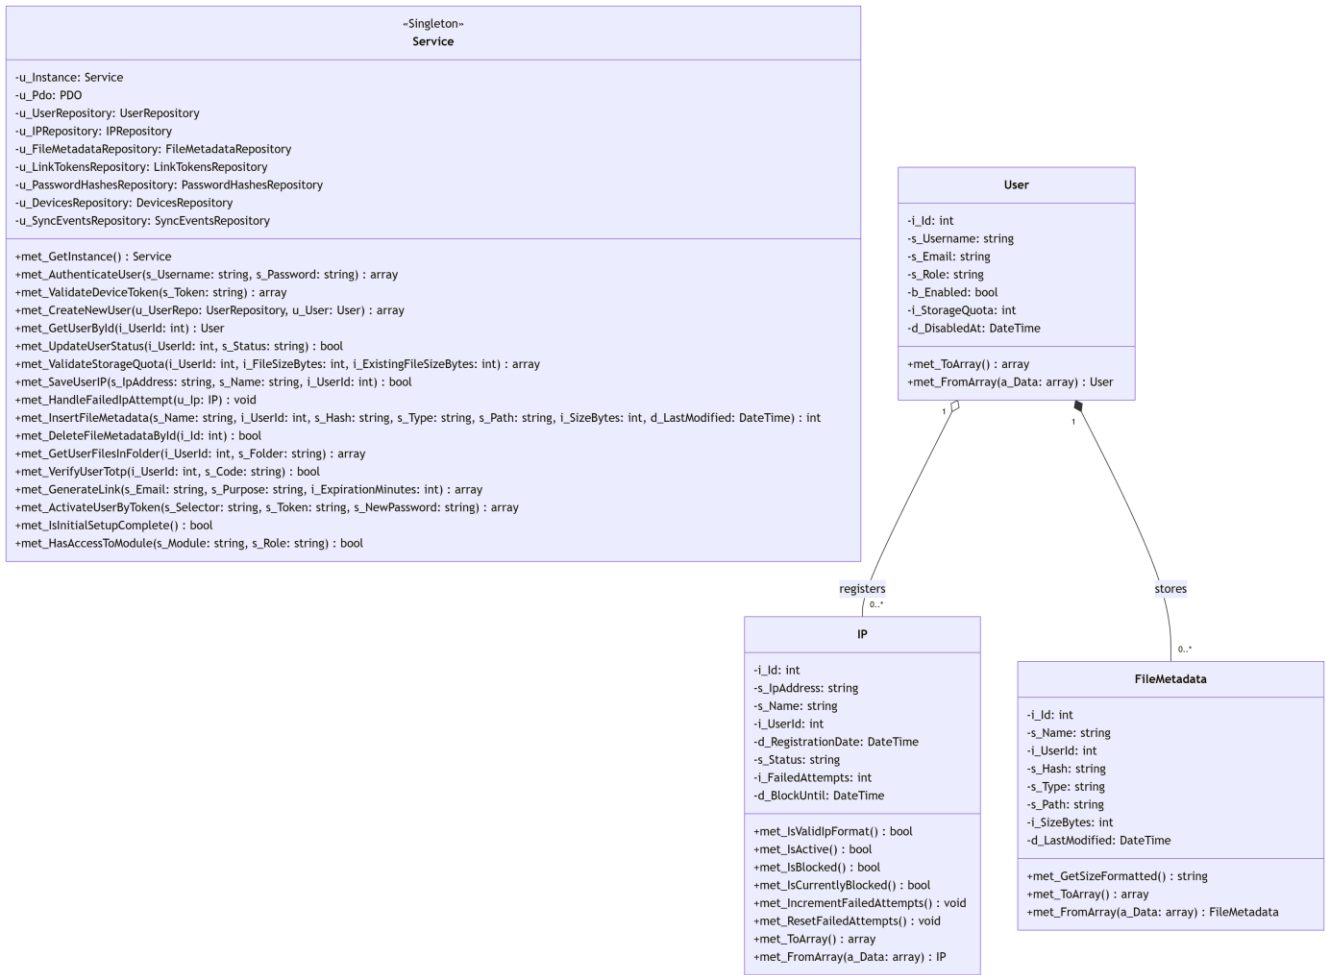 «Singleton»
Service
-u_Instance: Service
-u_Pdo: PDO
-u_UserRepository: UserRepository
-u_IPRepository: IPRepository
-u_FileMetadataRepository: FileMetadataRepository
-u_LinkTokensRepository: LinkTokensRepository
-u_PasswordHashesRepository: PasswordHashesRepository
-u_DevicesRepository: DevicesRepository
-u_SyncEventsRepository: SyncEventsRepository
+met_GetInstance() : Service
+met_AuthenticateUser(s_Username: string, s_Password: string) : array
+met_ValidateDeviceToken(s_Token: string) : array
+met_CreateNewUser(u_UserRepo: UserRepository, u_User: User) : array
+met_GetUserById(i_UserId: int) : User
+met_UpdateUserStatus(i_UserId: int, s_Status: string) : bool
+met_ValidateStorageQuota(i_UserId: int, i_FileSizeBytes: int, i_ExistingFileSizeBytes: int) : array
+met_SaveUserIP(s_IpAddress: string, s_Name: string, i_UserId: int) : bool
+met_HandleFailedIpAttempt(u_Ip: IP) : void
+met_InsertFileMetadata(s_Name: string, i_UserId: int, s_Hash: string, s_Type: string, s_Path: string, i_SizeBytes: int, d_LastModified: DateTime) : int
+met_DeleteFileMetadataById(i_Id: int) : bool
+met_GetUserFilesInFolder(i_UserId: int, s_Folder: string) : array
+met_VerifyUserTotp(i_UserId: int, s_Code: string) : bool
+met_GenerateLink(s_Email: string, s_Purpose: string, i_ExpirationMinutes: int) : array
+met_ActivateUserByToken(s_Selector: string, s_Token: string, s_NewPassword: string) : array
+met_IsInitialSetupComplete() : bool
+met_HasAccessToModule(s_Module: string, s_Role: string) : bool
User
-i_Id: int
-s_Username: string
-s_Email: string
-s_Role: string
-b_Enabled: bool
-i_StorageQuota: int
-d_DisabledAt: DateTime
+met_ToArray() : array
+met_FromArray(a_Data: array) : User
1
1
registers
stores
0..*
0..*
IP
-i_Id: int
-s_IpAddress: string
-s_Name: string
-i_UserId: int
-d_RegistrationDate: DateTime
-s_Status: string
-i_FailedAttempts: int
-d_BlockUntil: DateTime
+met_IsValidIpFormat() : bool
+met_IsActive() : bool
+met_IsBlocked() : bool
+met_IsCurrentlyBlocked() : bool
+met_IncrementFailedAttempts() : void
+met_ResetFailedAttempts() : void
+met_ToArray() : array
+met_FromArray(a_Data: array) : IP
FileMetadata
-i_Id: int
-s_Name: string
-i_UserId: int
-s_Hash: string
-s_Type: string
-s_Path: string
-i_SizeBytes: int
-d_LastModified: DateTime
+met_GetSizeFormatted() : string
+met_ToArray() : array
+met_FromArray(a_Data: array) : FileMetadata